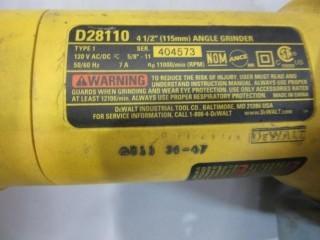 D28110 4 1/2" (115mm) ANGLE GRINDER
TYPE 1 SER. 404573
120 V AC/DC 5/8" - 11 NOM ANCE
50/60 Hz 7 A n0 11000/min (RPM)
WARNING TO REDUCE THE RISK OF INJURY, USER MUST READ AND
UNDERSTAND INSTRUCTION MANUAL. ALWAYS USE PROPER
GUARDS WHEN GRINDING AND WEAR EYE PROTECTION. USE ONLY ACCESSORIES RATED
AT LEAST 12100/min. ALWAYS USE PROPER RESPIRATORY PROTECTION.
DEWALT INDUSTRIAL TOOL CO., BALTIMORE, MD 21286 USA
FOR SERVICE INFORMATION, CALL 1-800-4-DEWALT
DEWALT